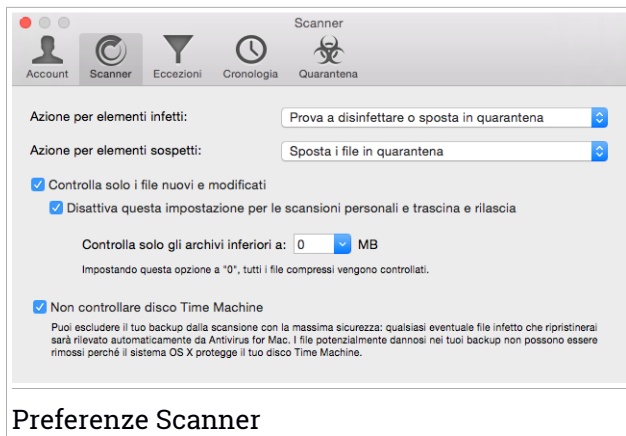 Scanner
Account Scanner Eccezioni Cronologia Quarantena
Azione per elementi infetti: Prova a disinfettare o sposta in quarantena
Azione per elementi sospetti: Sposta i file in quarantena
Controlla solo i file nuovi e modificati
Disattiva questa impostazione per le scansioni personali e trascina e rilascia
Controlla solo gli archivi inferiori a: 0 MB
Impostando questa opzione a "0", tutti i file compressi vengono controllati.
Non controllare disco Time Machine
Puoi escludere il tuo backup dalla scansione con la massima sicurezza: qualsiasi eventuale file infetto che ripristinerai
sarà rilevato automaticamente da Antivirus for Mac. I file potenzialmente dannosi nei tuoi backup non possono essere
rimossi perché il sistema OS X protegge il tuo disco Time Machine.
Preferenze Scanner